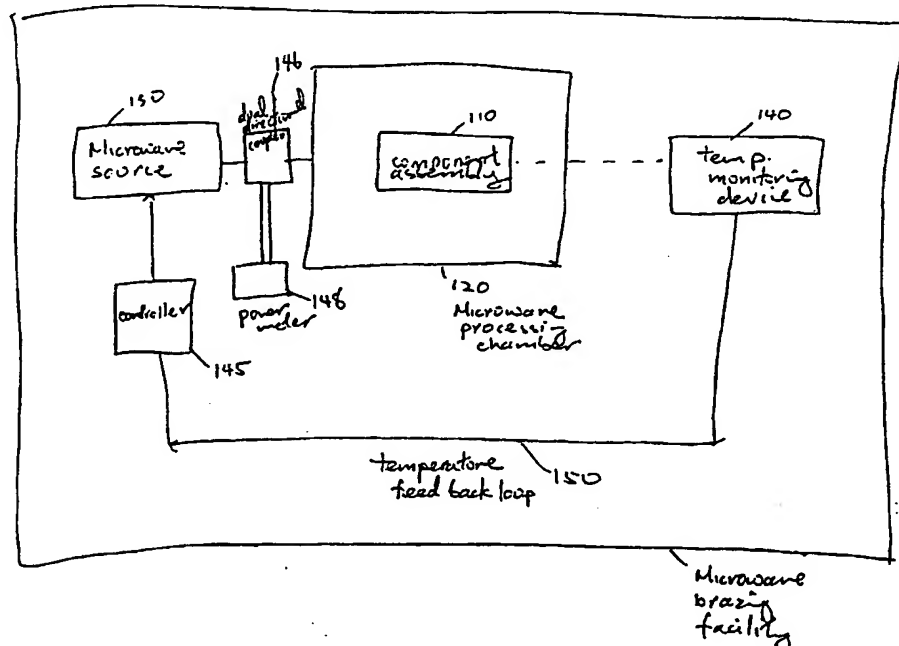 146
130
dual
directional
coupler
110
140
Microwave
source
component
assembly
temp.
monitoring
device
controller
148
power
meter
120
Microwave
processing
chamber
145
temperature
feed back loop
150
Microwave
brazing
facility